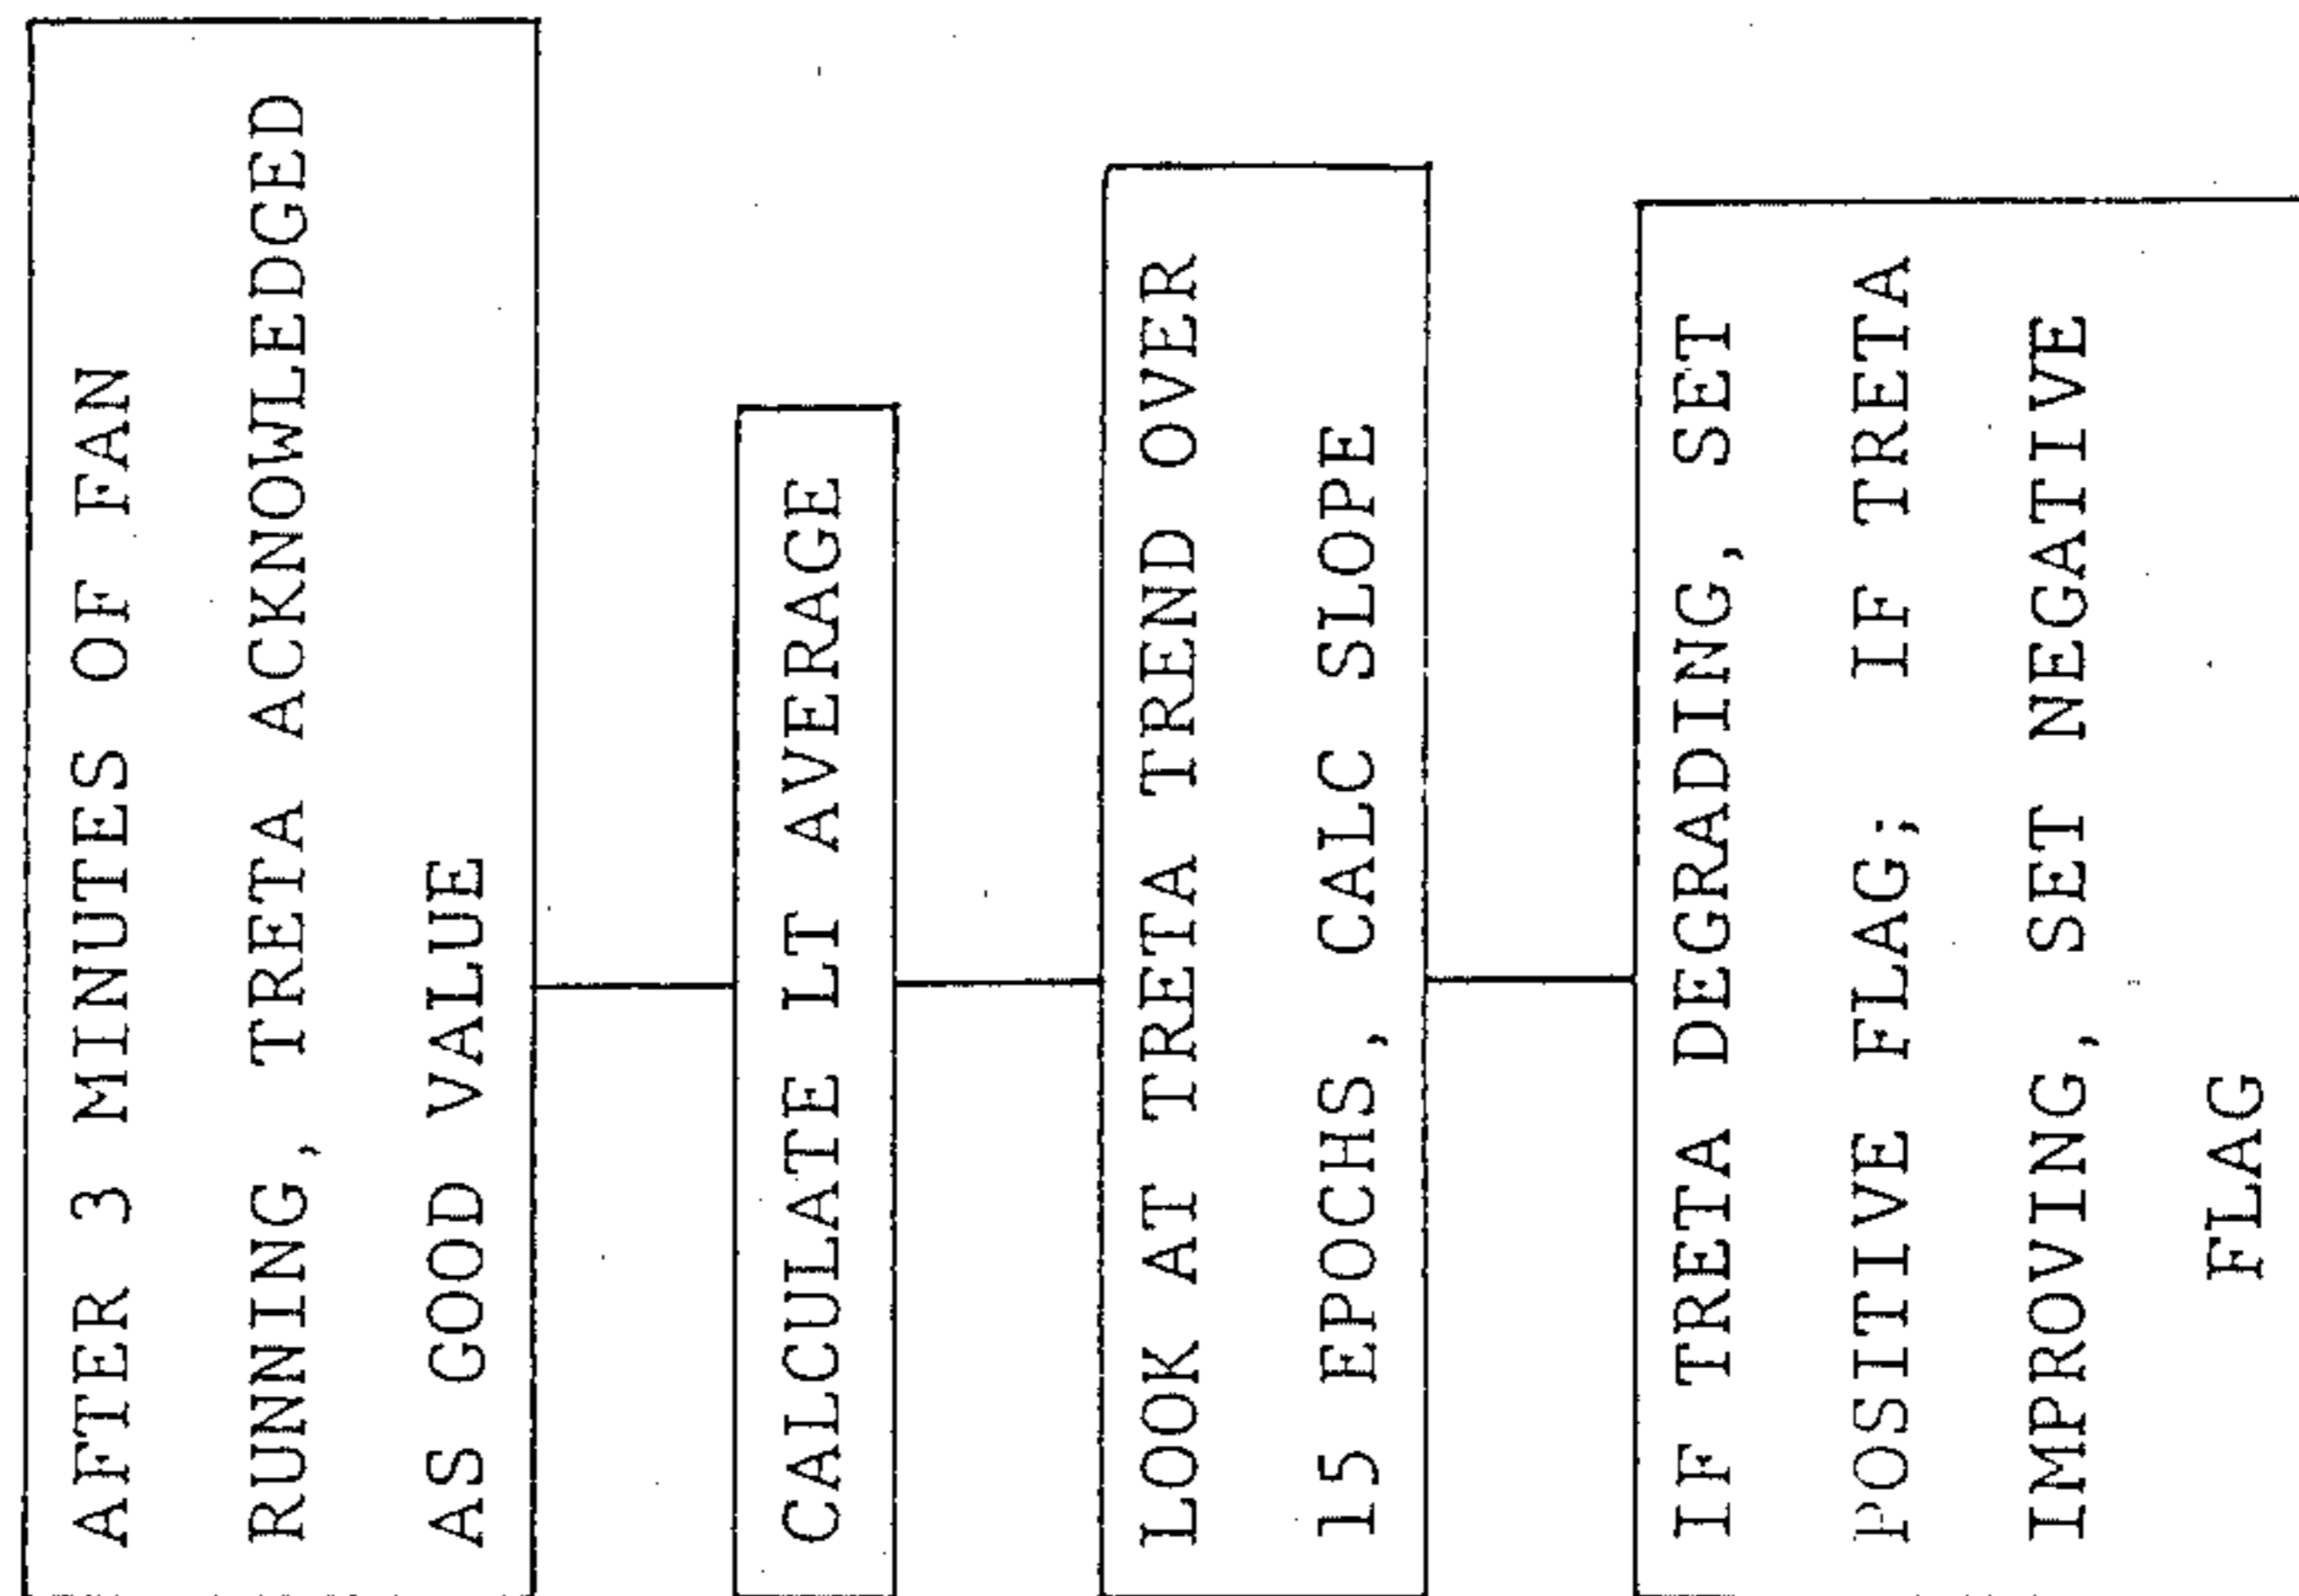 AFTER 3 MINUTES OF FAN
RUNNING, TRETA ACKNOWLEDGED
AS GOOD VALUE
CALCULATE LT AVERAGE
LOOK AT TRETA TREND OVER
15 EPOCHS, CALC SLOPE
IF TRETA DEGRADING, SET
POSITIVE FLAG; IF TRETA
IMPROVING, SET NEGATIVE
FLAG